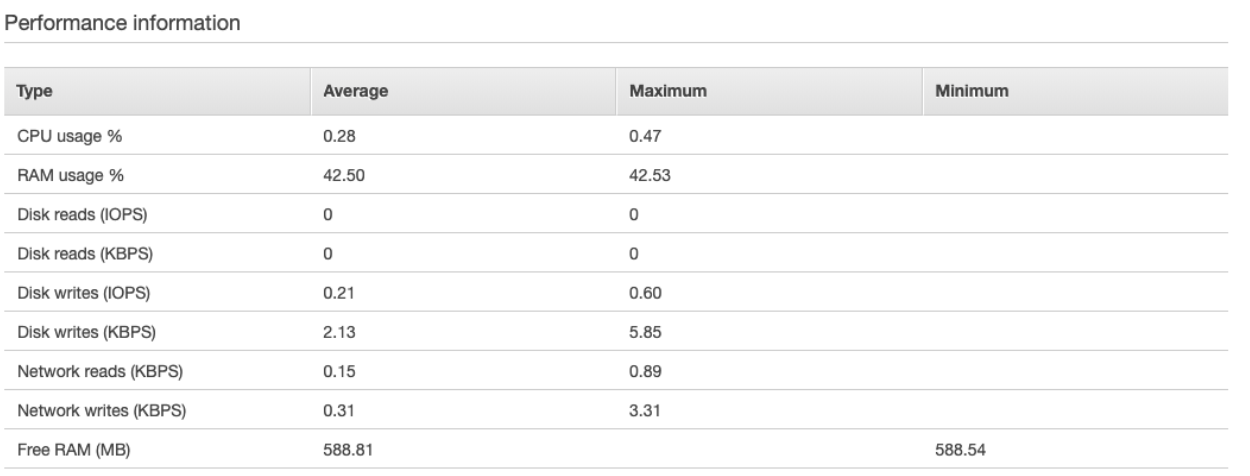 Performance information
Type Average Maximum Minimum
CPU usage % 0.28 0.47
RAM usage % 42.50 42.53
Disk reads (IOPS) 0 0
Disk reads (KBPS) 0 0
Disk writes (IOPS) 0.21 0.60
Disk writes (KBPS) 2.13 5.85
Network reads (KBPS) 0.15 0.89
Network writes (KBPS) 0.31 3.31
Free RAM (MB) 588.81 588.54